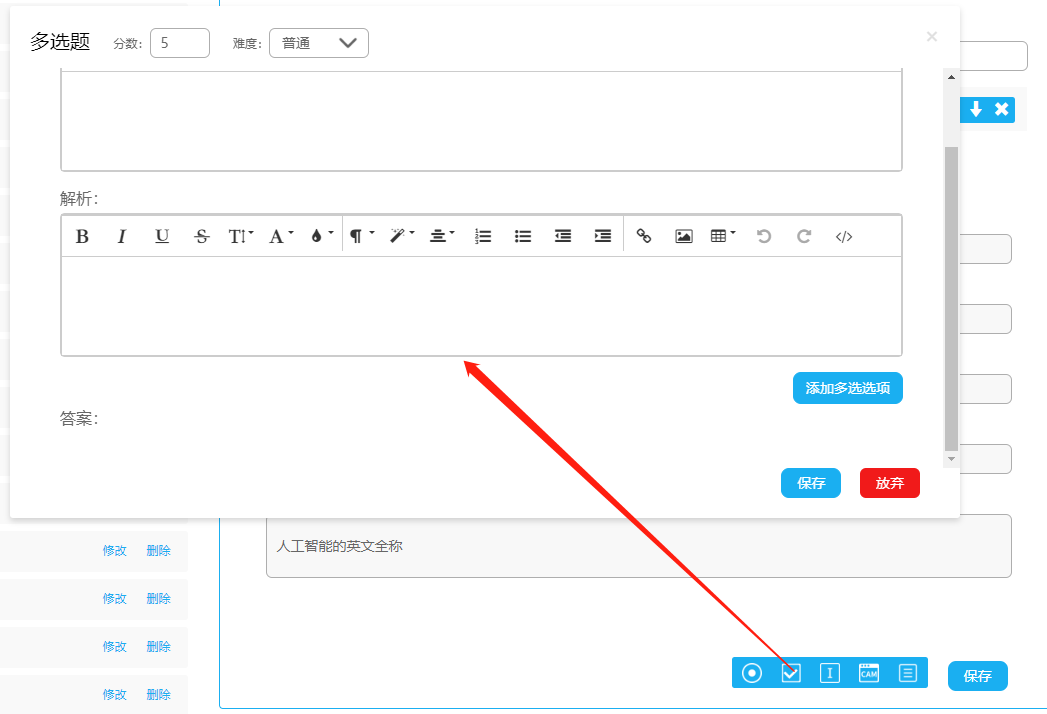 多选题 分数: 5 难度: 普通
解析:
答案:
添加多选选项
保存 放弃
修改 删除
人工智能的英文全称
修改 删除
修改 删除
修改 删除
CAM
保存